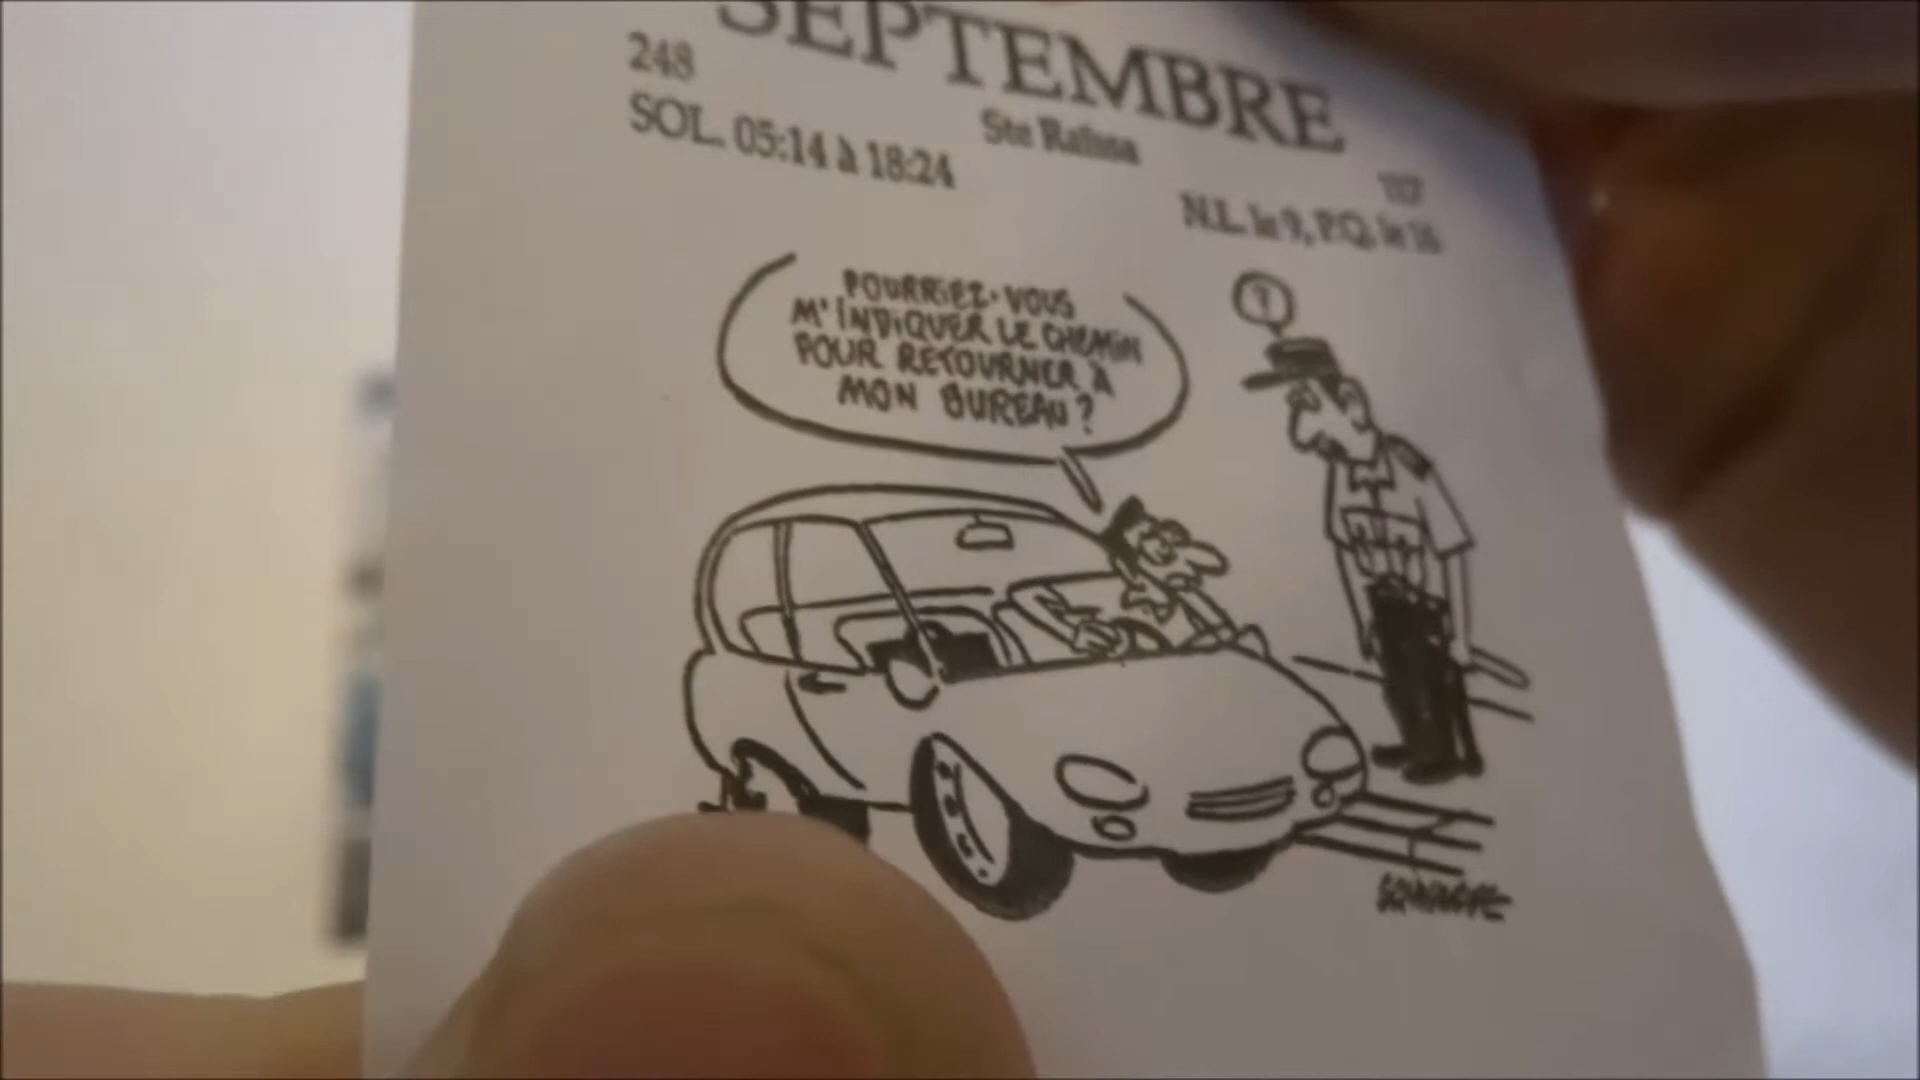 SEPTEMBRE
248
Ste Raïssa
SOL. 05:14 à 18:24
117
N.L. le 9, P.Q. le 16
?
POURRIEZ-VOUS
M'INDIQUER LE CHEMIN
POUR RETOURNER À
MON BUREAU?